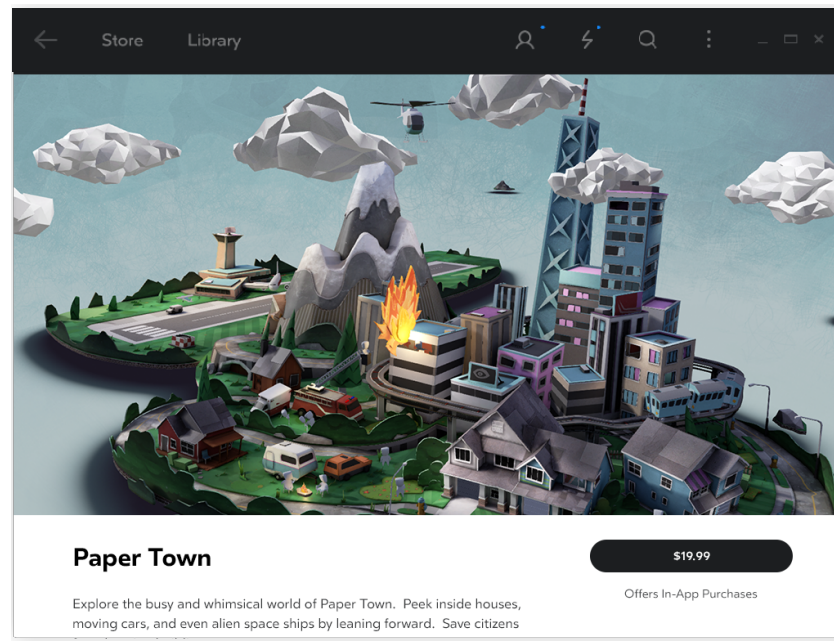 Store Library
Paper Town
$19.99
Offers In-App Purchases
Explore the busy and whimsical world of Paper Town. Peek inside houses,
moving cars, and even alien space ships by leaning forward. Save citizens